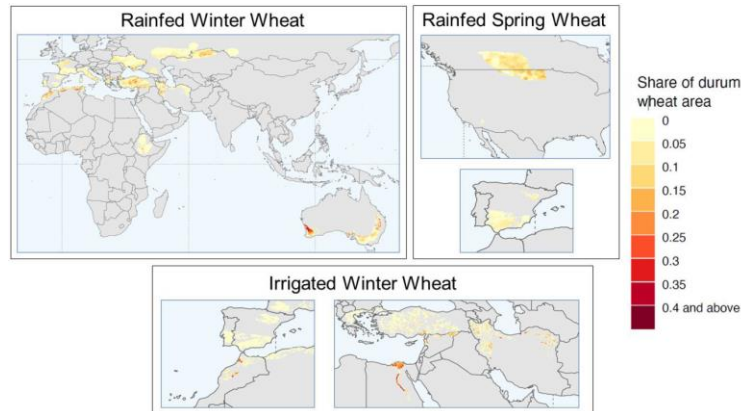 Rainfed Winter Wheat
Rainfed Spring Wheat
Share of durum
wheat area
0
0.05
0.1
0.15
0.2
0.25
0.3
0.35
0.4 and above
Irrigated Winter Wheat